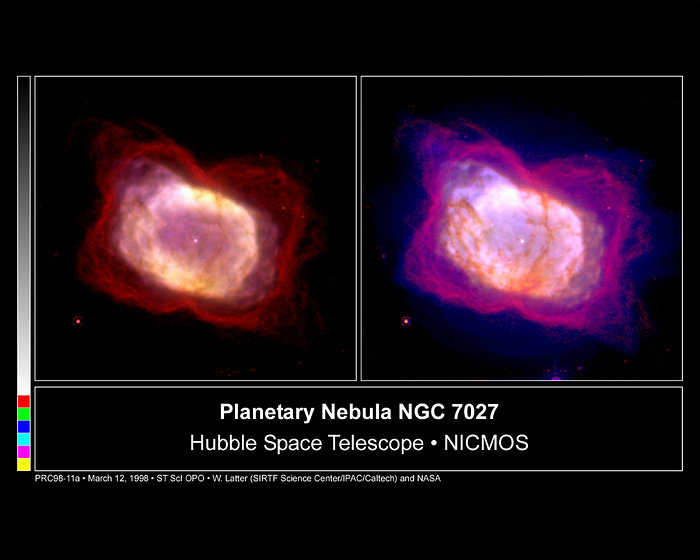 Planetary Nebula NGC 7027
Hubble Space Telescope • NICMOS
PRC98-11a • March 12, 1998 • ST ScI OPO • W. Latter (SIRTF Science Center/IPAC/Caltech) and NASA